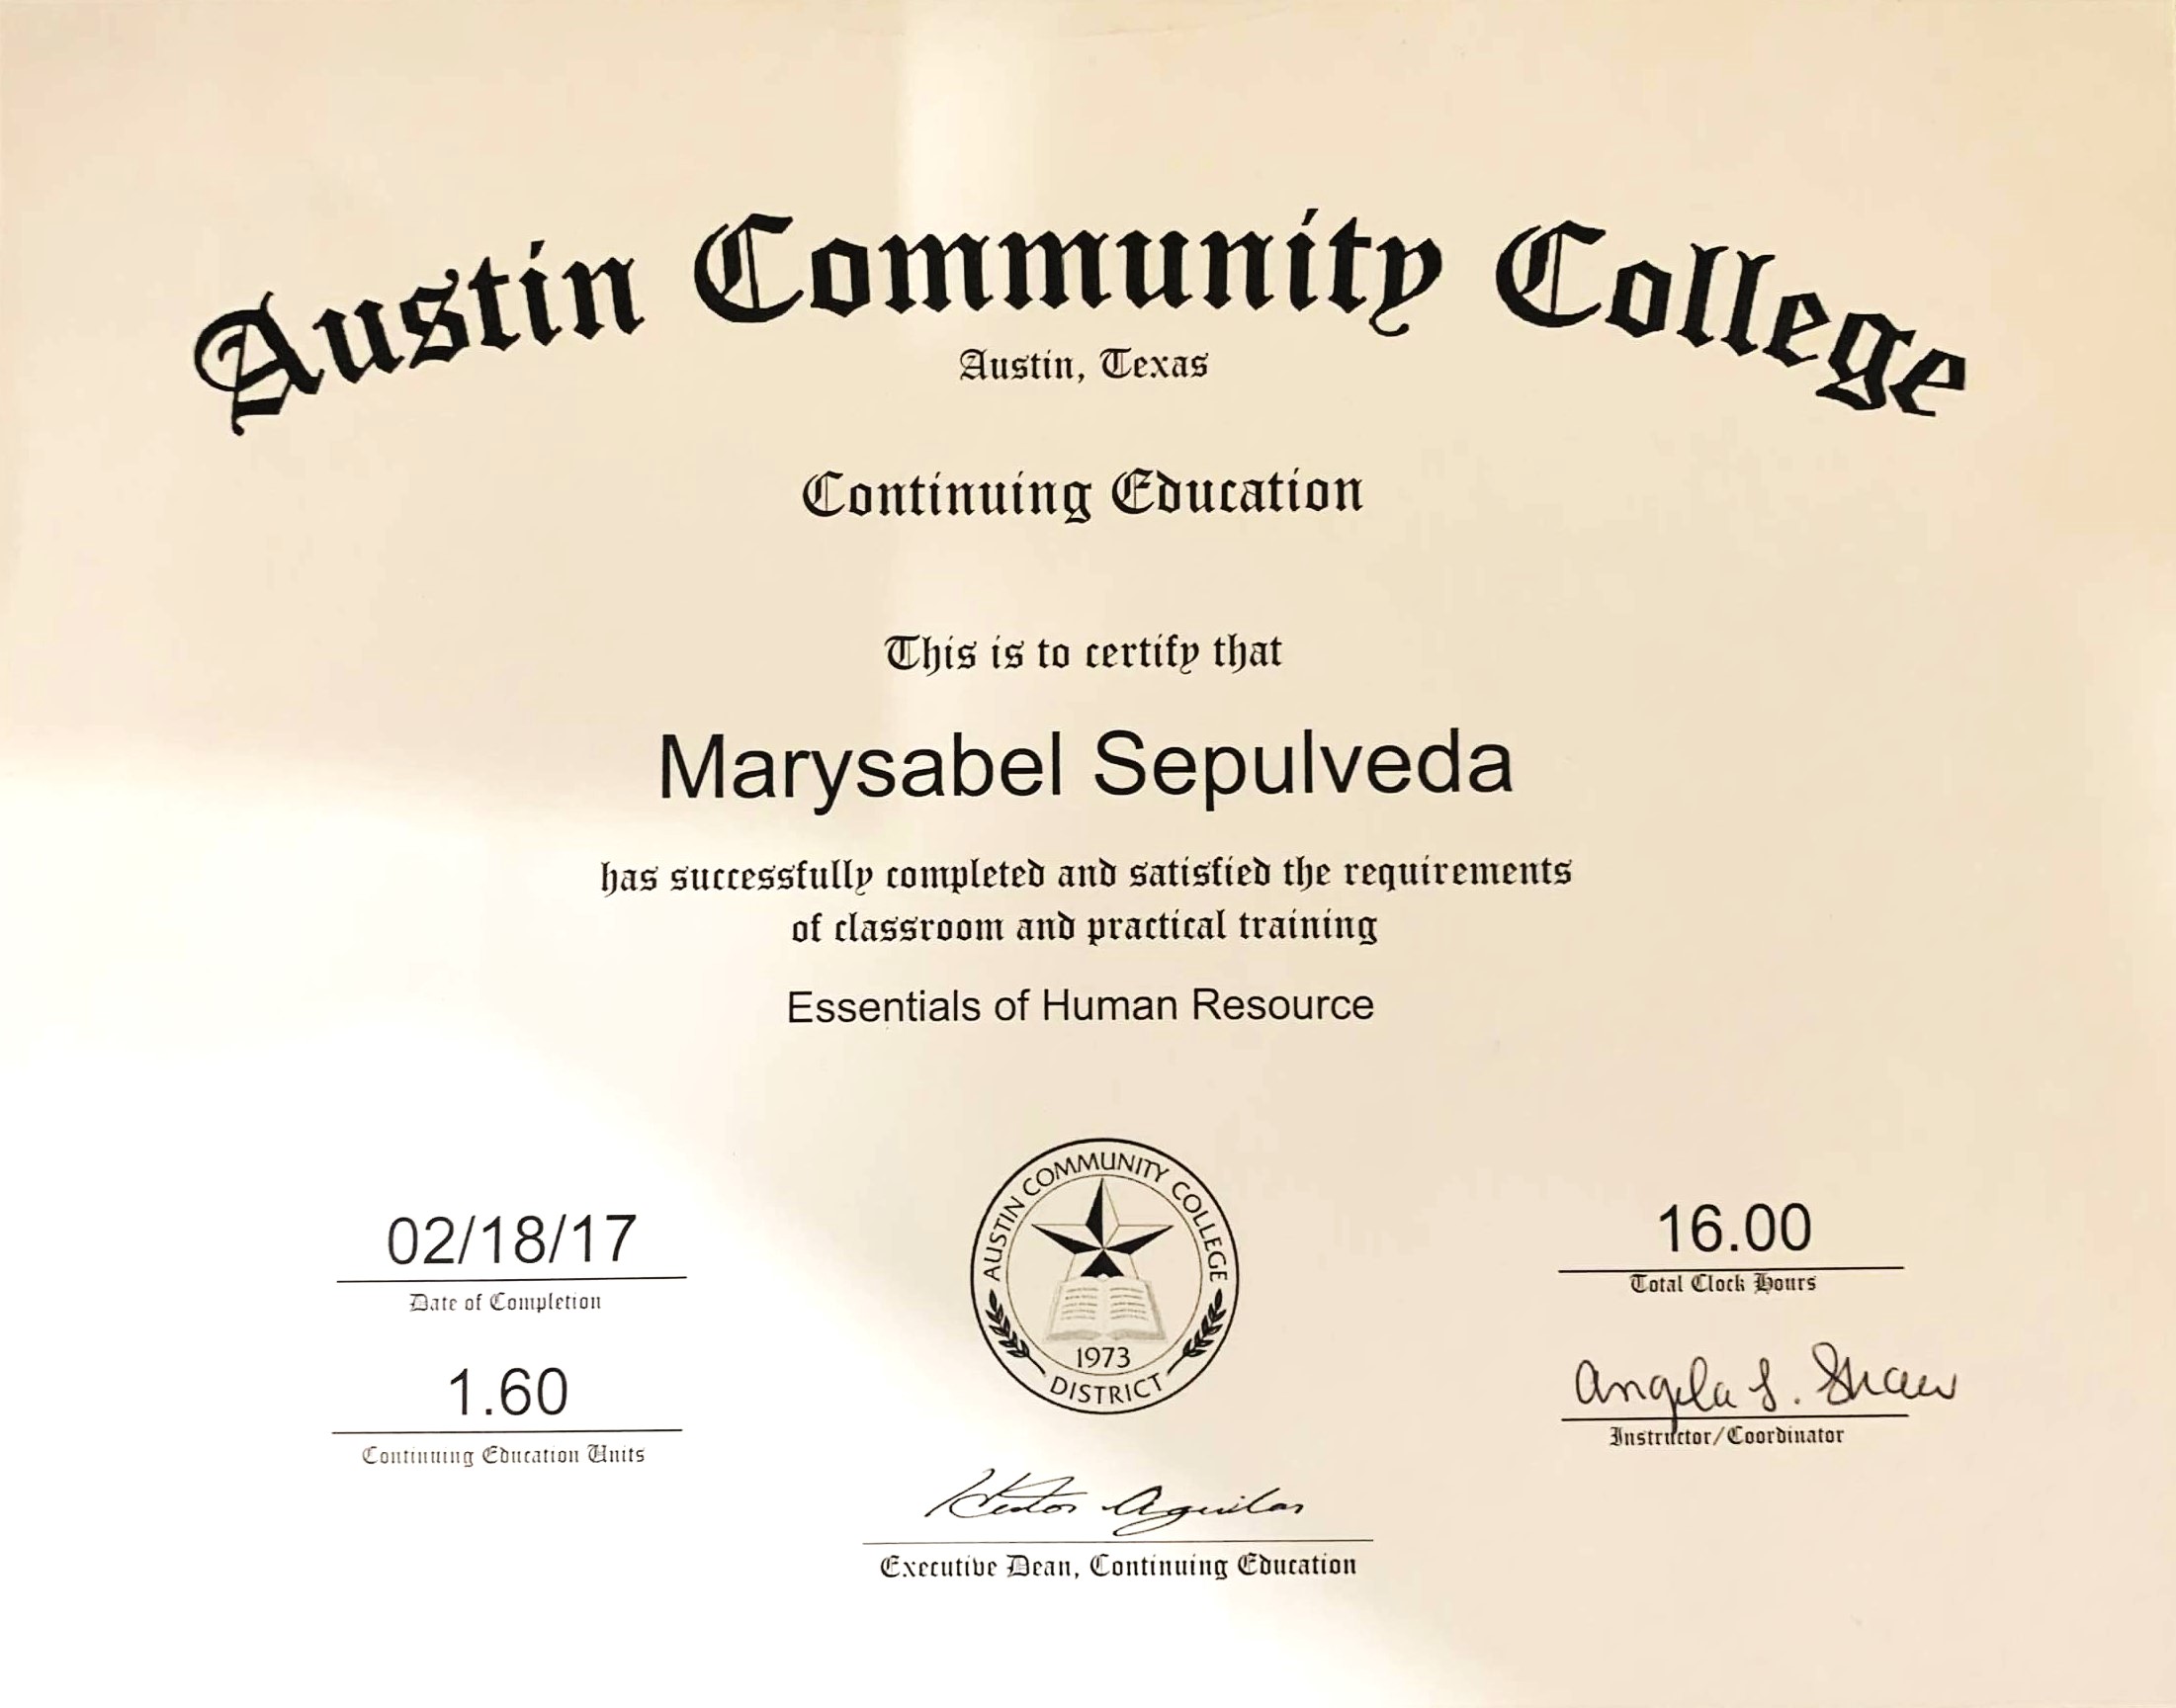 Austin Community College
Austin, Texas
Continuing Education
This is to certify that
Marysabel Sepulveda
has successfully completed and satisfied the requirements
of classroom and practical training
Essentials of Human Resource
02/18/17
Date of Completion
1.60
Continuing Education Units
AUSTIN COMMUNITY COLLEGE
1973
DISTRICT
16.00
Total Clock Hours
Angela L. Shaw
Instructor/Coordinator
Hector Aguilar
Executive Dean, Continuing Education